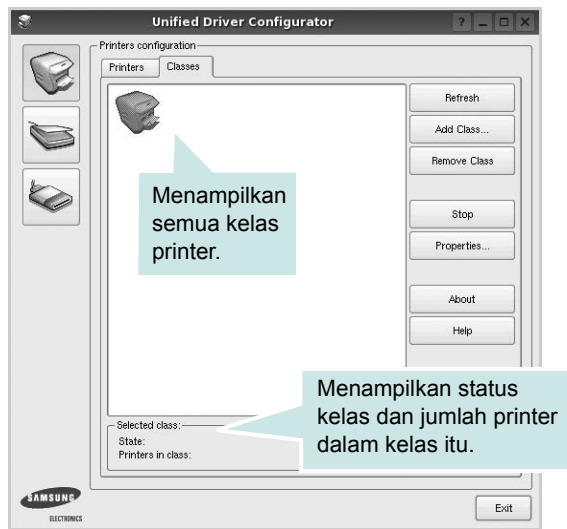 Unified Driver Configurator
Printers configuration
Printers
Classes
Refresh
Add Class...
Remove Class
Menampilkan
semua kelas
printer.
Stop
Properties...
About
Help
Menampilkan status
kelas dan jumlah printer
dalam kelas itu.
Selected class:
State:
Printers in class:
SAMSUNG
ELECTRONICS
Exit